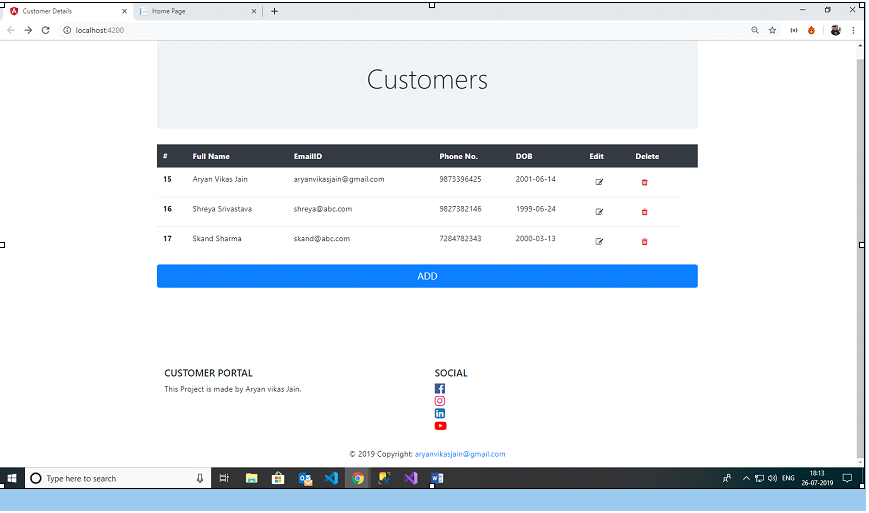 Customer Details
Home Page
localhost:4200
Customers
# Full Name EmailID Phone No. DOB Edit Delete
15 Aryan Vikas Jain aryanvikasjain@gmail.com 9873396425 2001-06-14
16 Shreya Srivastava shreya@abc.com 9827382146 1999-06-24
17 Skand Sharma skand@abc.com 7284782343 2000-03-13
ADD
CUSTOMER PORTAL
This Project is made by Aryan vikas Jain.
SOCIAL
© 2019 Copyright: aryanvikasjain@gmail.com
Type here to search
ENG
18:13
26-07-2019